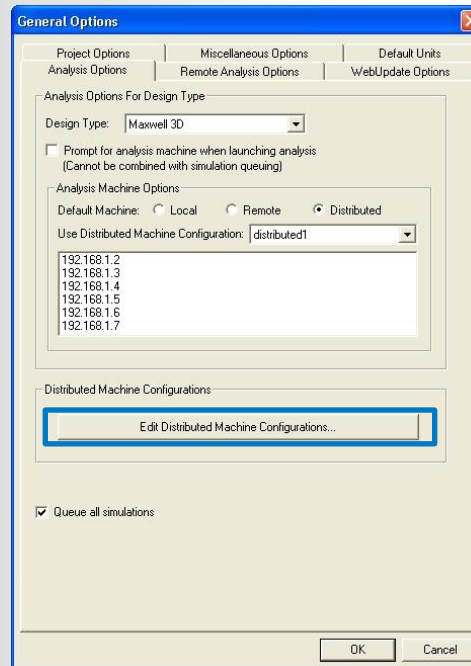 General Options
Project Options Miscellaneous Options Default Units
Analysis Options Remote Analysis Options WebUpdate Options
Analysis Options For Design Type
Design Type: Maxwell 3D
Prompt for analysis machine when launching analysis
(Cannot be combined with simulation queuing)
Analysis Machine Options
Default Machine: Local Remote Distributed
Use Distributed Machine Configuration: distributed1
192.168.1.2
192.168.1.3
192.168.1.4
192.168.1.5
192.168.1.6
192.168.1.7
Distributed Machine Configurations
Edit Distributed Machine Configurations...
Queue all simulations
OK Cancel